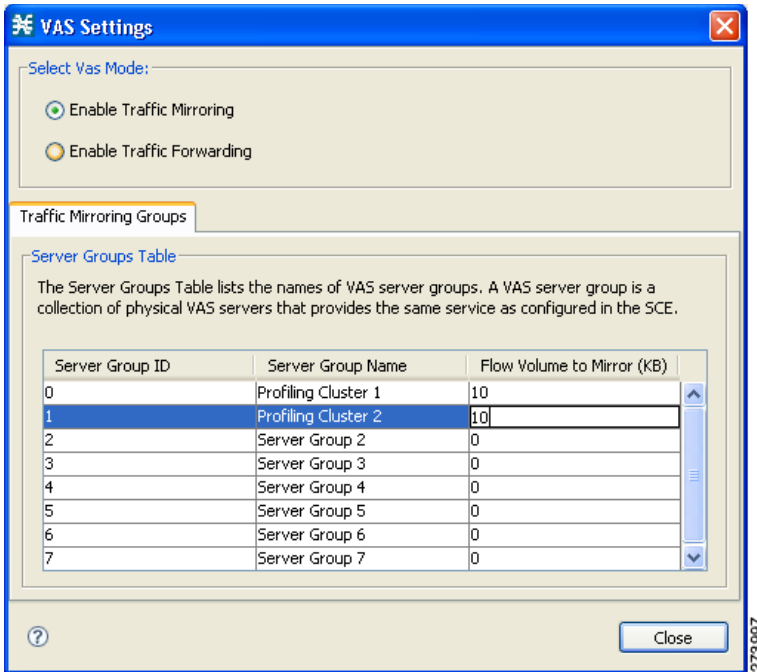 VAS Settings
Select Vas Mode:
Enable Traffic Mirroring
Enable Traffic Forwarding
Traffic Mirroring Groups
Server Groups Table
The Server Groups Table lists the names of VAS server groups. A VAS server group is a
collection of physical VAS servers that provides the same service as configured in the SCE.
Server Group ID Server Group Name Flow Volume to Mirror (KB)
0 Profiling Cluster 1 10
1 Profiling Cluster 2 10
2 Server Group 2 0
3 Server Group 3 0
4 Server Group 4 0
5 Server Group 5 0
6 Server Group 6 0
7 Server Group 7 0
? Close
273997